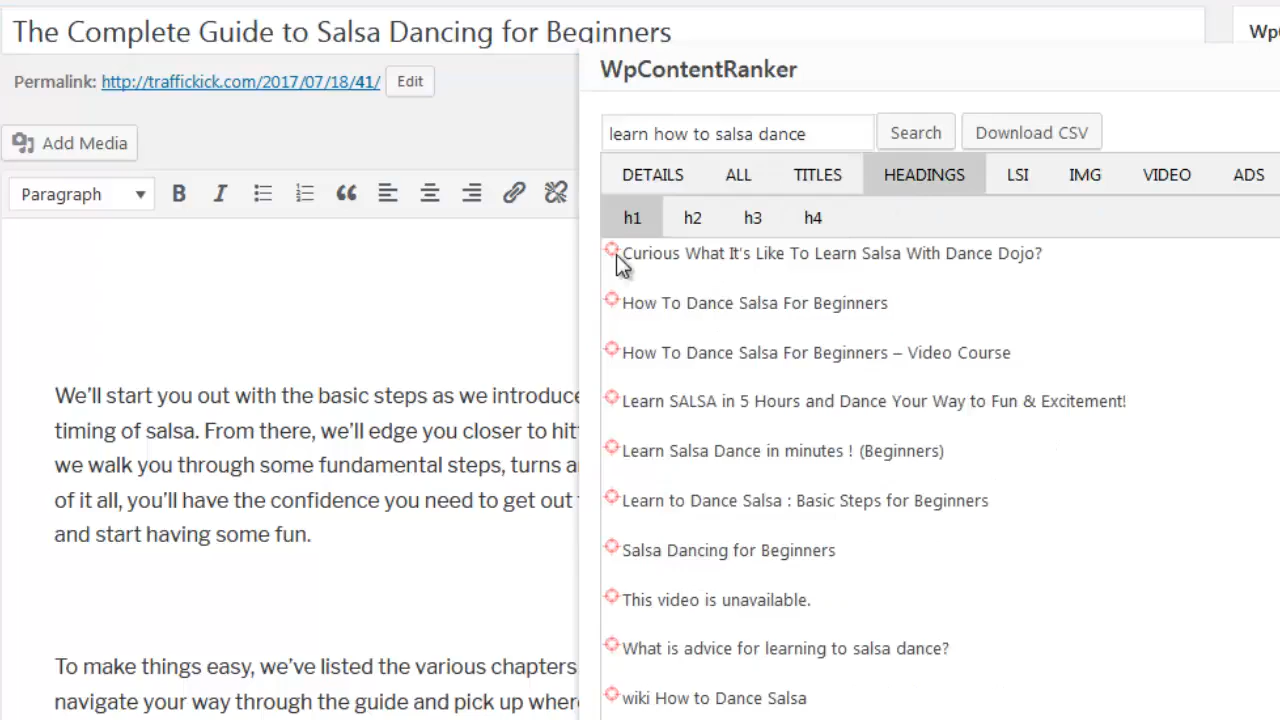 The Complete Guide to Salsa Dancing for Beginners
Permalink: http://traffickick.com/2017/07/18/41/ Edit
Add Media
Paragraph B I
We'll start you out with the basic steps as we introduce
timing of salsa. From there, we'll edge you closer to
we walk you through some fundamental steps, turns
of it all, you'll have the confidence you need to get out
and start having some fun.
To make things easy, we've listed the various chapters
navigate your way through the guide and pick up
WpContentRanker
learn how to salsa dance Search Download CSV
DETAILS ALL TITLES HEADINGS LSI IMG VIDEO ADS
h1 h2 h3 h4
Curious What It's Like To Learn Salsa With Dance Dojo?
How To Dance Salsa For Beginners
How To Dance Salsa For Beginners – Video Course
Learn SALSA in 5 Hours and Dance Your Way to Fun & Excitement!
Learn Salsa Dance in minutes ! (Beginners)
Learn to Dance Salsa : Basic Steps for Beginners
Salsa Dancing for Beginners
This video is unavailable.
What is advice for learning to salsa dance?
wiki How to Dance Salsa